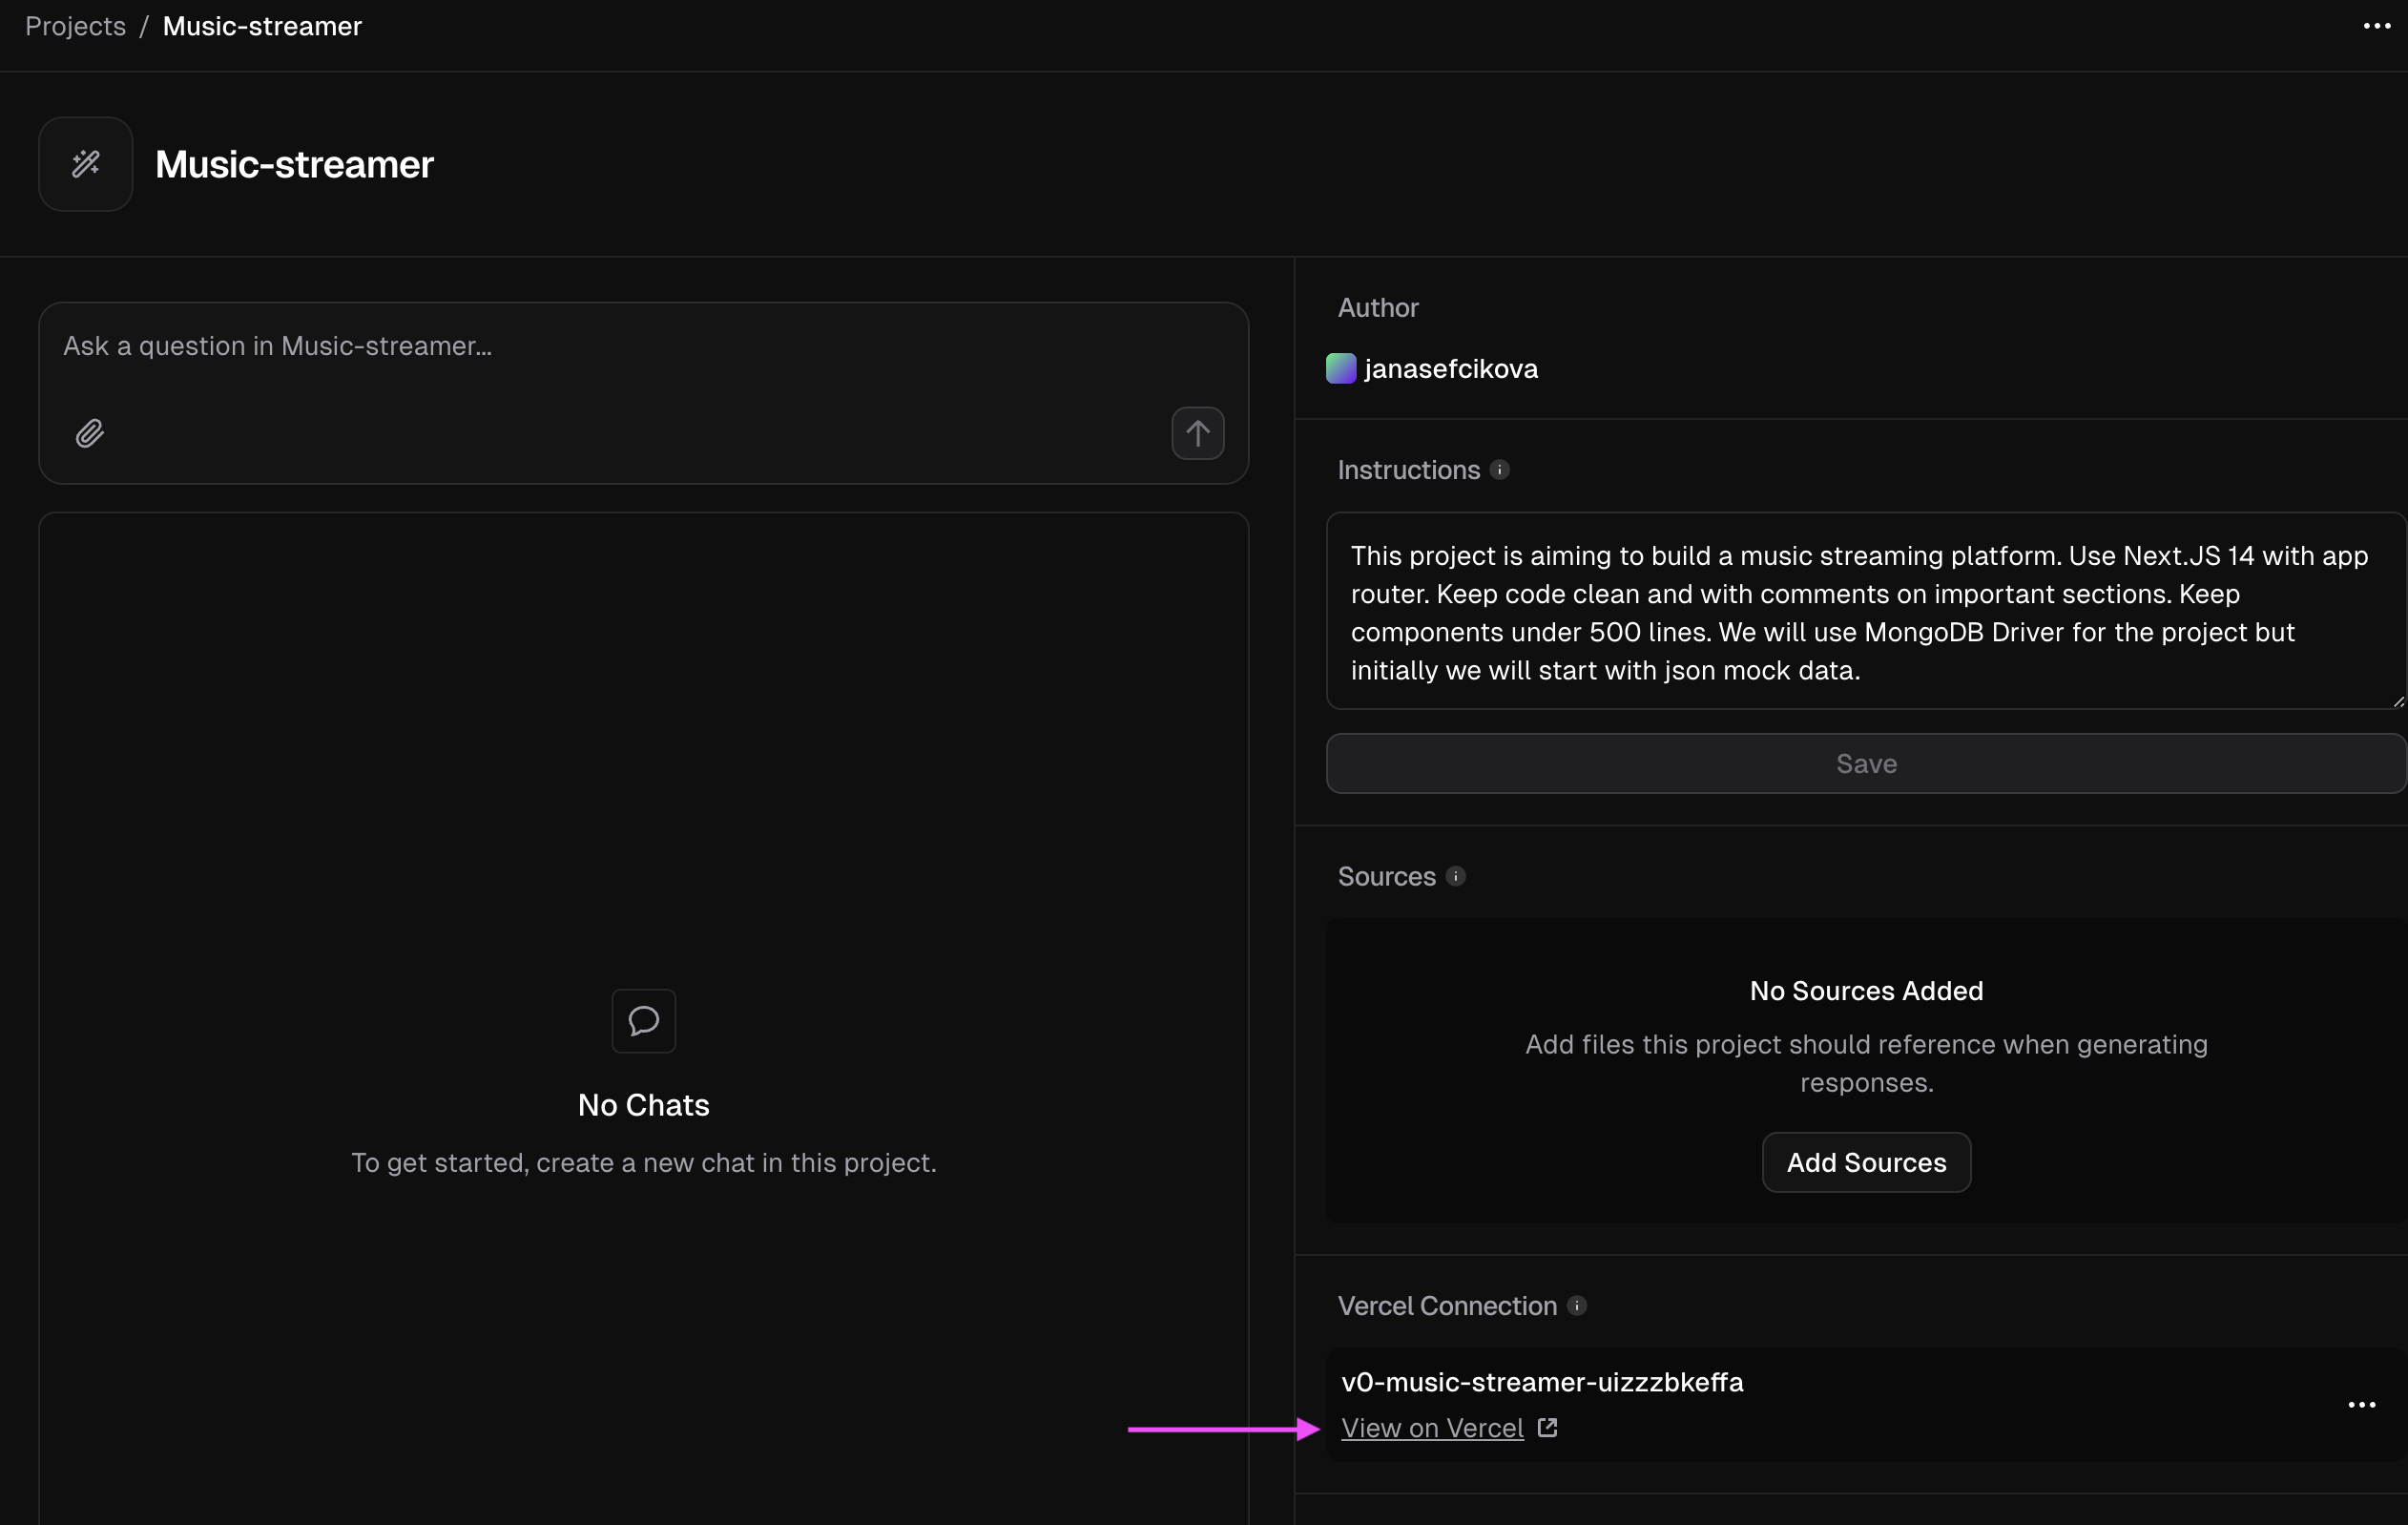 Projects / Music-streamer
Music-streamer
Ask a question in Music-streamer...
No Chats
To get started, create a new chat in this project.
Author
janasefcikova
Instructions
This project is aiming to build a music streaming platform. Use Next.JS 14 with app
router. Keep code clean and with comments on important sections. Keep
components under 500 lines. We will use MongoDB Driver for the project but
initially we will start with json mock data.
Save
Sources
No Sources Added
Add files this project should reference when generating
responses.
Add Sources
Vercel Connection
v0-music-streamer-uizzzbkeffa
View on Vercel